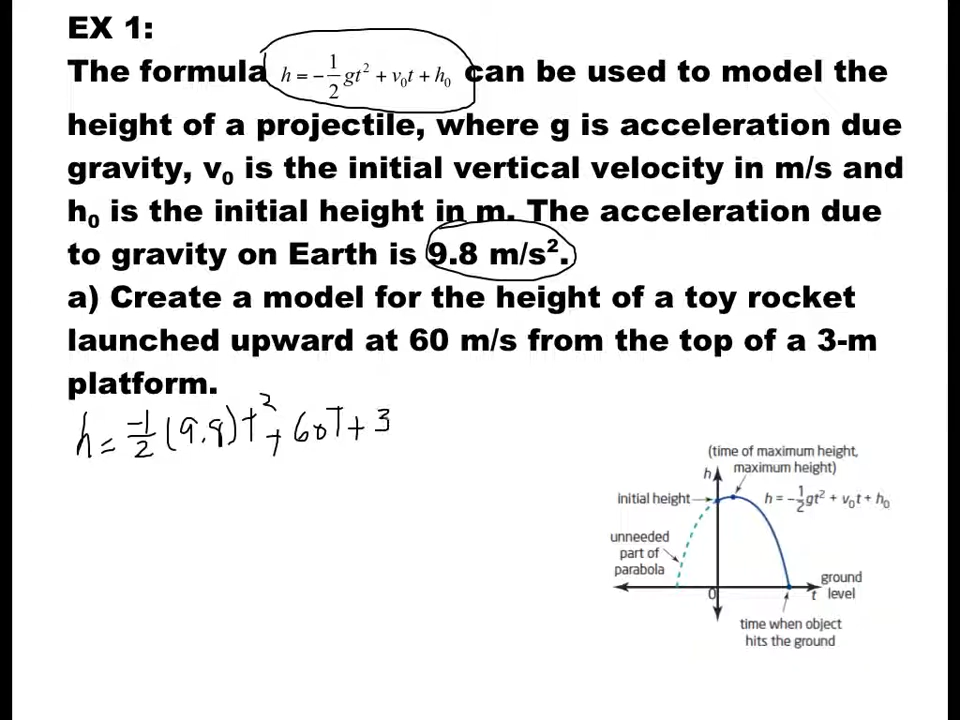 EX 1:
The formula h = -1/2 gt² + v₀t + h₀ can be used to model the
height of a projectile, where g is acceleration due
gravity, v₀ is the initial vertical velocity in m/s and
h₀ is the initial height in m. The acceleration due
to gravity on Earth is 9.8 m/s².
a) Create a model for the height of a toy rocket
launched upward at 60 m/s from the top of a 3-m
platform.
h = -1/2 (9.8)t² + 60t + 3
(time of maximum height,
maximum height)
h
initial height
h = -1/2 gt² + v₀t + h₀
unneeded
part of
parabola
ground
level
0
t
time when object
hits the ground